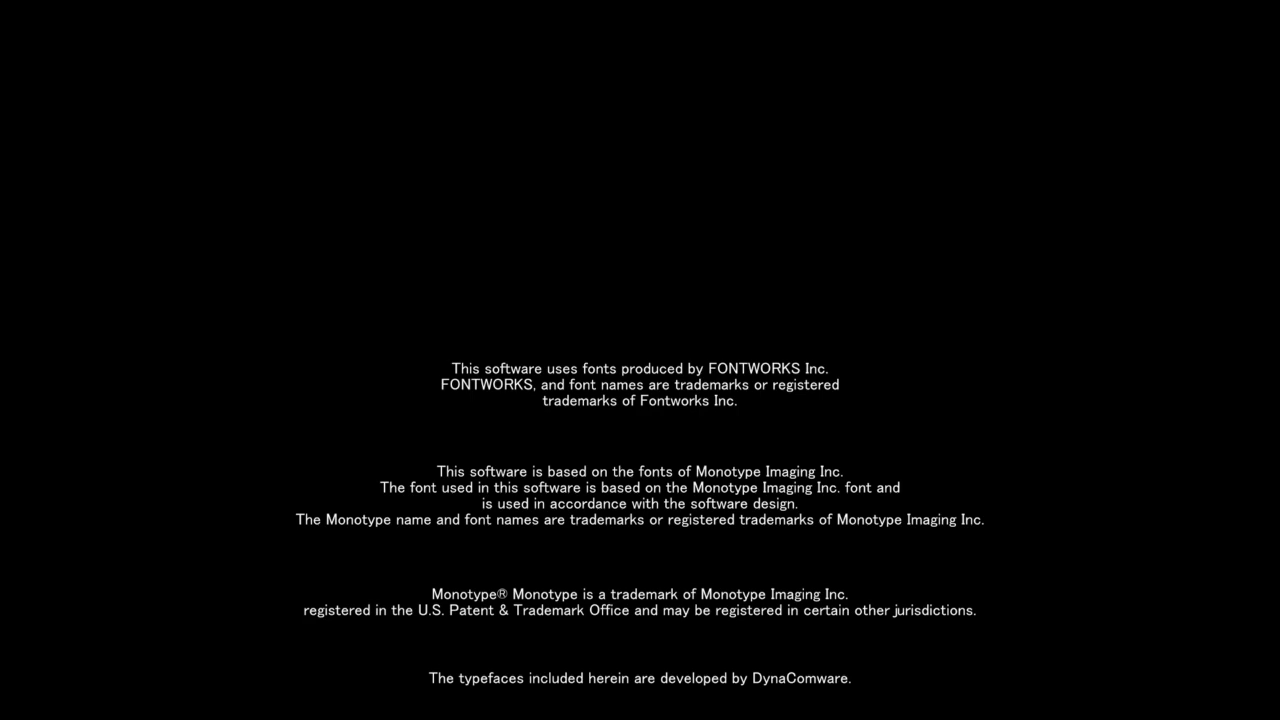 This software uses fonts produced by FONTWORKS Inc.
FONTWORKS, and font names are trademarks or registered
trademarks of Fontworks Inc.
This software is based on the fonts of Monotype Imaging Inc.
The font used in this software is based on the Monotype Imaging Inc. font and
is used in accordance with the software design.
The Monotype name and font names are trademarks or registered trademarks of Monotype Imaging Inc.
Monotype® Monotype is a trademark of Monotype Imaging Inc.
registered in the U.S. Patent & Trademark Office and may be registered in certain other jurisdictions.
The typefaces included herein are developed by DynaComware.